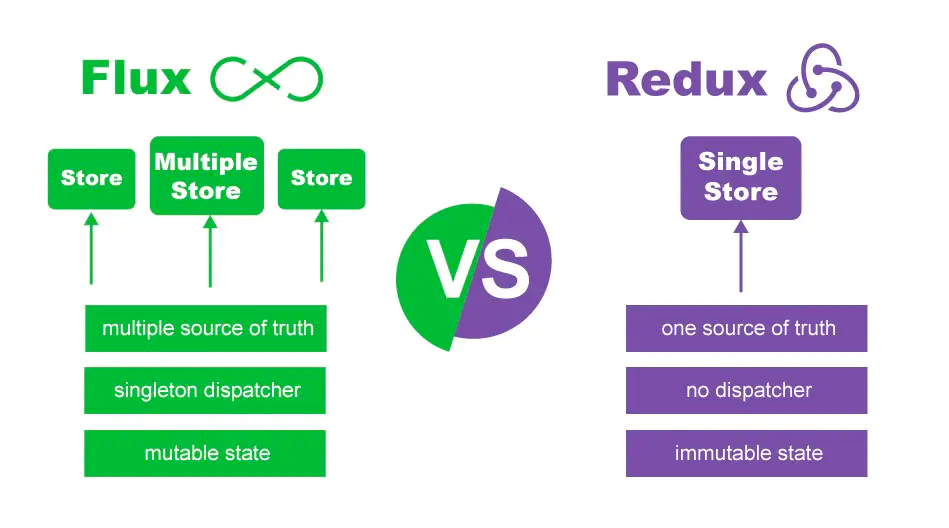 Flux
Redux
Store
Multiple
Store
Store
Single
Store
VS
multiple source of truth
singleton dispatcher
mutable state
one source of truth
no dispatcher
immutable state